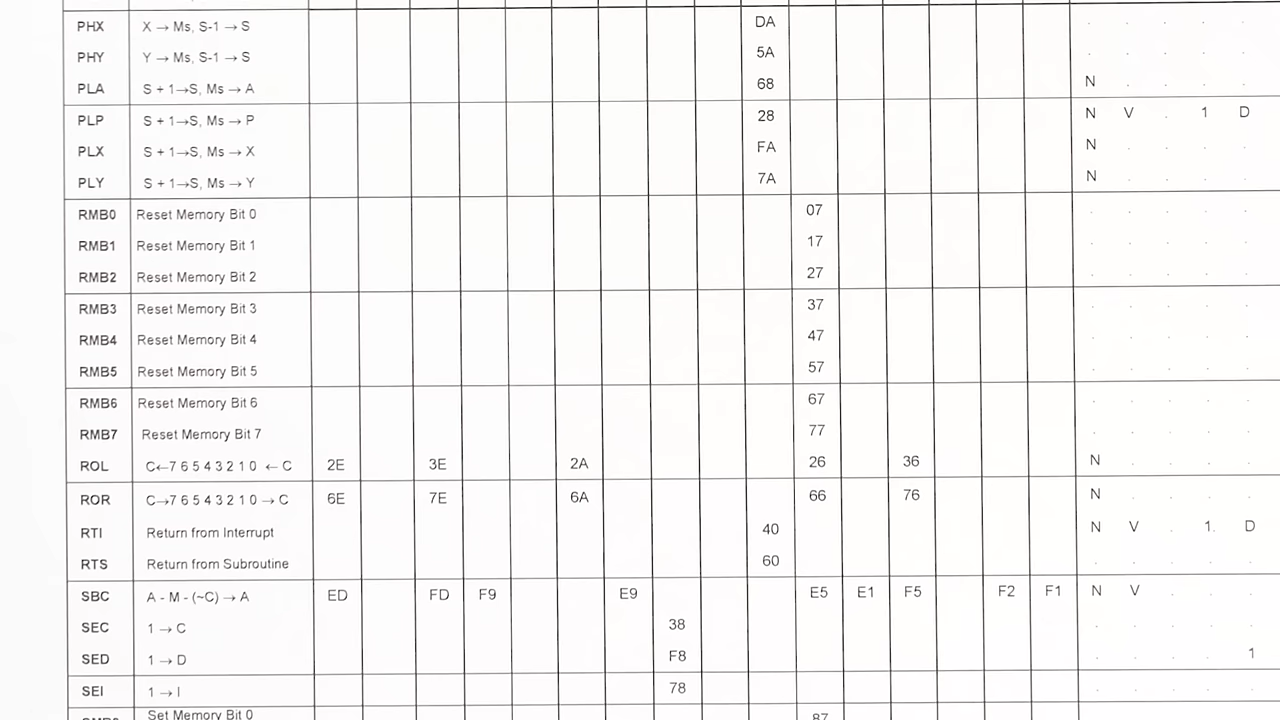 PHX X → Ms, S-1 → S DA . . . . .
PHY Y → Ms, S-1 → S 5A . . . . .
PLA S + 1→S, Ms → A 68 N . . . .
PLP S + 1→S, Ms → P 28 N V . 1 D
PLX S + 1→S, Ms → X FA N . . . .
PLY S + 1→S, Ms → Y 7A N . . . .
RMB0 Reset Memory Bit 0 07 . . . . .
RMB1 Reset Memory Bit 1 17 . . . . .
RMB2 Reset Memory Bit 2 27 . . . . .
RMB3 Reset Memory Bit 3 37 . . . . .
RMB4 Reset Memory Bit 4 47 . . . . .
RMB5 Reset Memory Bit 5 57 . . . . .
RMB6 Reset Memory Bit 6 67 . . . . .
RMB7 Reset Memory Bit 7 77 . . . . .
ROL C←7 6 5 4 3 2 1 0 ← C 2E 3E 2A 26 36 N . . . .
ROR C→7 6 5 4 3 2 1 0 → C 6E 7E 6A 66 76 N . . . .
RTI Return from Interrupt 40 N V . 1. D
RTS Return from Subroutine 60 . . . . .
SBC A - M - (~C) → A ED FD F9 E9 E5 E1 F5 F2 F1 N V . . .
SEC 1 → C 38 . . . . .
SED 1 → D F8 . . . . 1
SEI 1 → I 78 . . . . .
Set Memory Bit 0 87